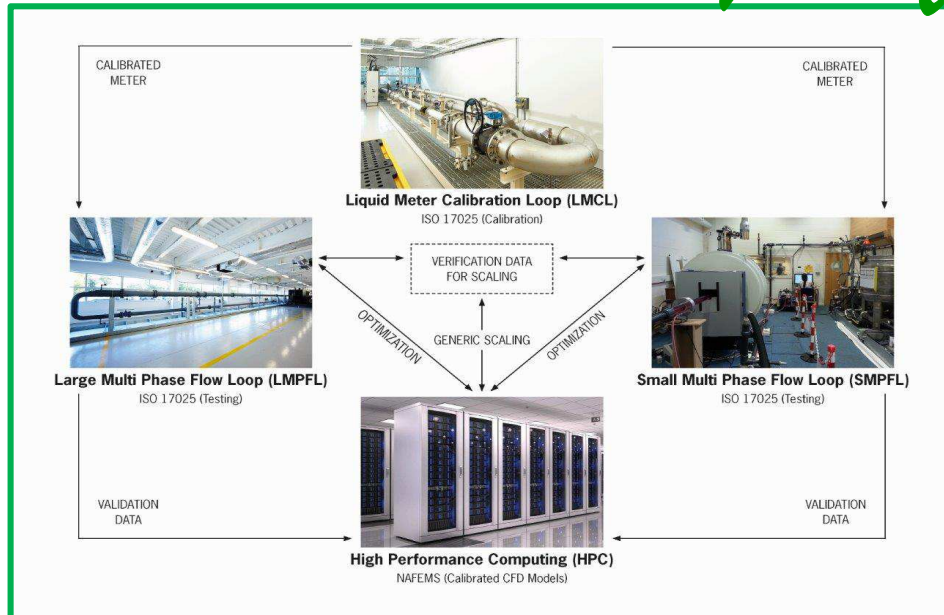 CALIBRATED
METER
CALIBRATED
METER
Liquid Meter Calibration Loop (LMCL)
ISO 17025 (Calibration)
VERIFICATION DATA
FOR SCALING
OPTIMIZATION
GENERIC SCALING
OPTIMIZATION
Large Multi Phase Flow Loop (LMPFL)
ISO 17025 (Testing)
Small Multi Phase Flow Loop (SMPFL)
ISO 17025 (Testing)
VALIDATION
DATA
VALIDATION
DATA
High Performance Computing (HPC)
NAFEMS (Calibrated CFD Models)